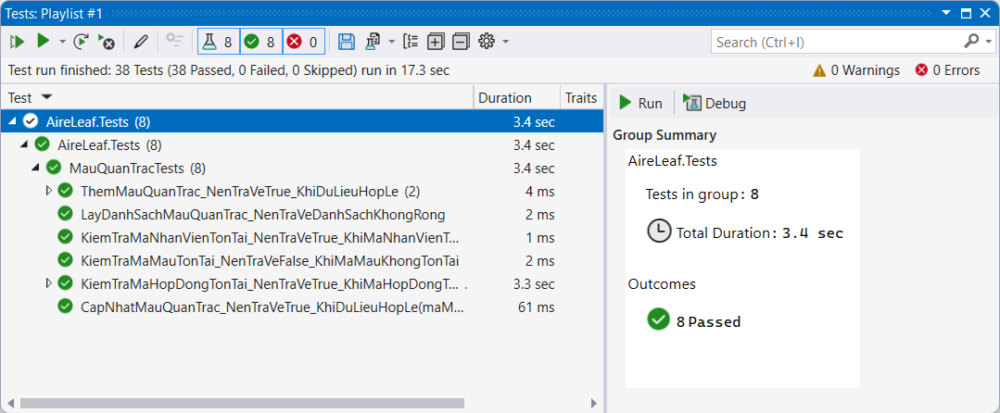 Tests: Playlist #1
8 8 0 Search (Ctrl+I)
Test run finished: 38 Tests (38 Passed, 0 Failed, 0 Skipped) run in 17.3 sec 0 Warnings 0 Errors
Test Duration Traits
AireLeaf.Tests (8) 3.4 sec
AireLeaf.Tests (8) 3.4 sec
MauQuanTracTests (8) 3.4 sec
ThemMauQuanTrac_NenTraVeTrue_KhiDuLieuHopLe (2) 4 ms
LayDanhSachMauQuanTrac_NenTraVeDanhSachKhongRong 2 ms
KiemTraMaNhanVienTonTai_NenTraVeTrue_KhiMaNhanVienT... 1 ms
KiemTraMaMauTonTai_NenTraVeFalse_KhiMaMauKhongTonTai 2 ms
KiemTraMaHopDongTonTai_NenTraVeTrue_KhiMaHopDongT... . 3.3 sec
CapNhatMauQuanTrac_NenTraVeTrue_KhiDuLieuHopLe(maM... 61 ms
Run Debug
Group Summary
AireLeaf.Tests
Tests in group: 8
Total Duration: 3.4 sec
Outcomes
8 Passed